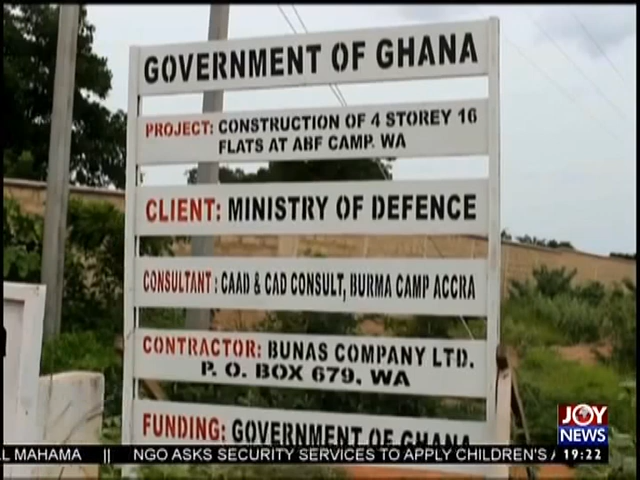 GOVERNMENT OF GHANA
PROJECT: CONSTRUCTION OF 4 STOREY 16
FLATS AT ABF CAMP. WA
CLIENT: MINISTRY OF DEFENCE
CONSULTANT: CAAD & CAD CONSULT, BURMA CAMP ACCRA
CONTRACTOR: BUNAS COMPANY LTD.
P. O. BOX 679. WA
FUNDING: GOVERNMENT OF GHANA
JOY
NEWS
L MAHAMA || NGO ASKS SECURITY SERVICES TO APPLY CHILDREN'S 19:22